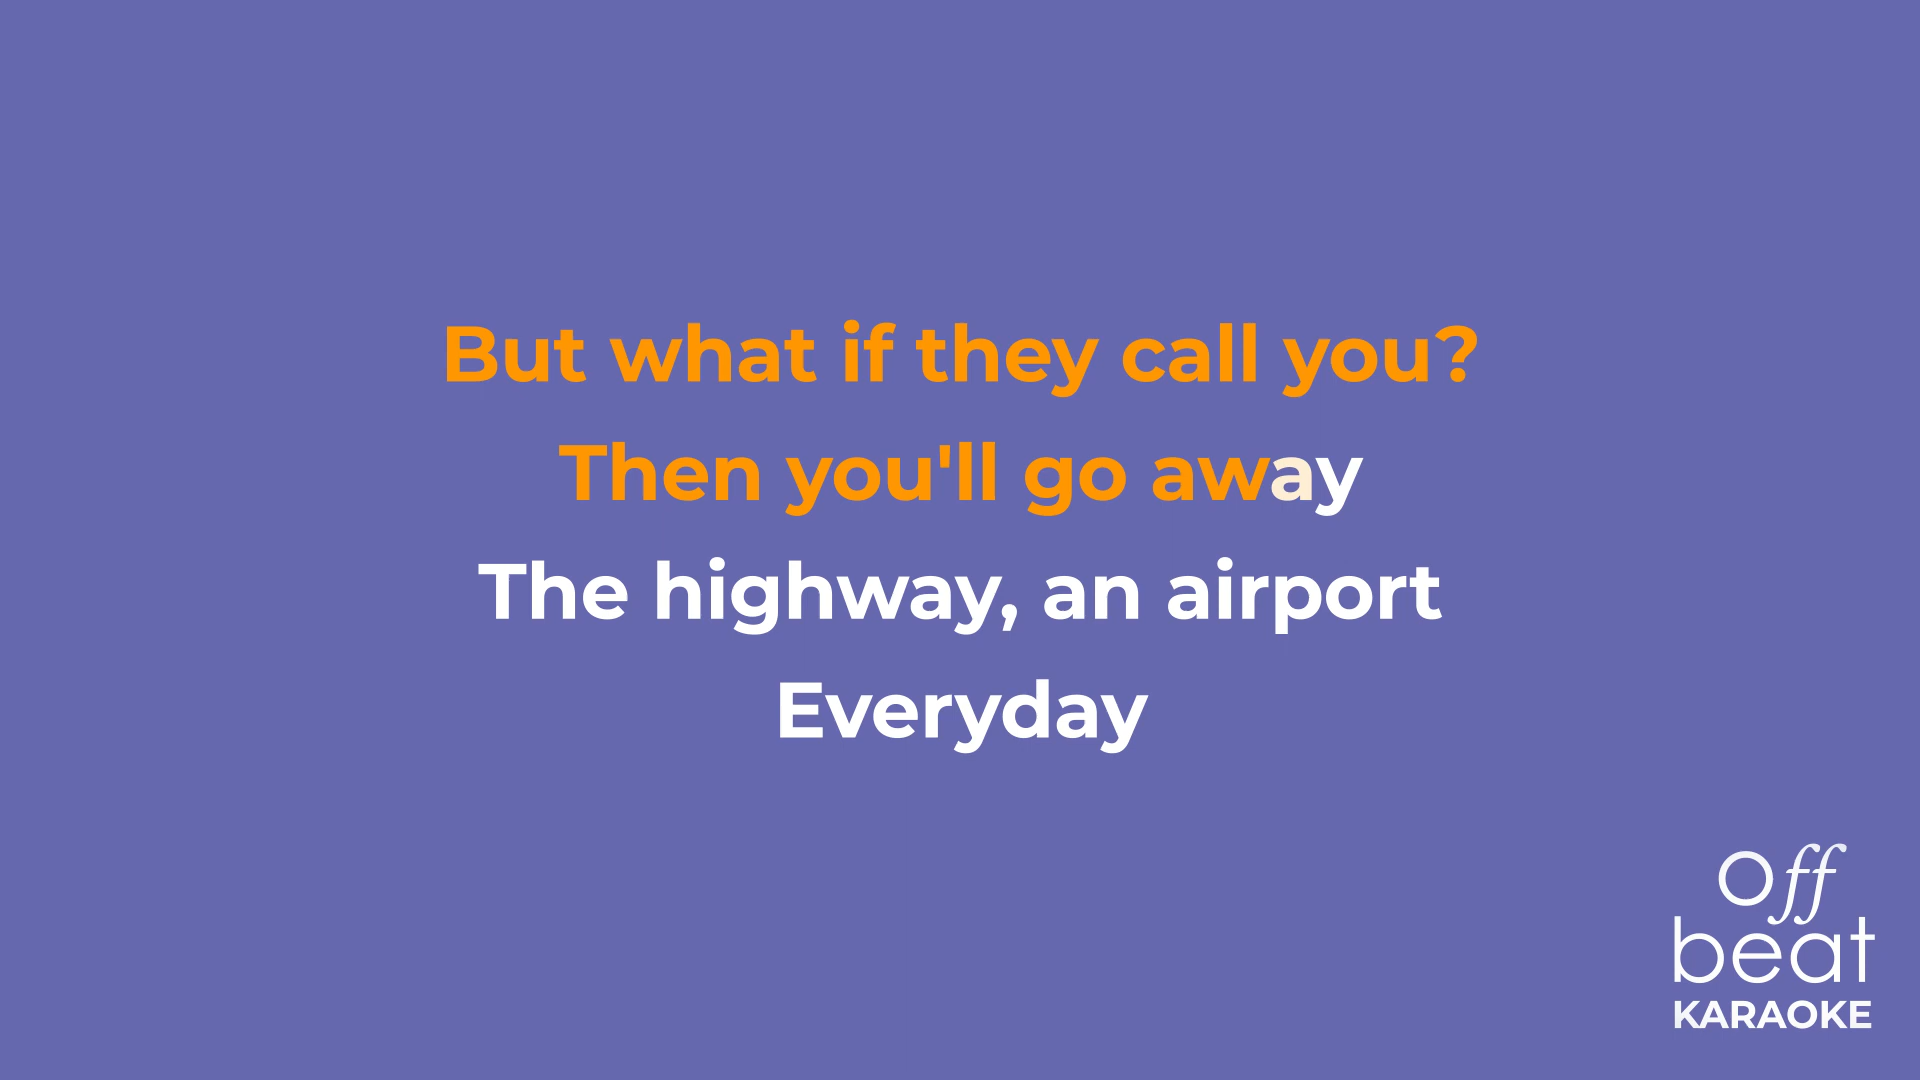 But what if they call you?
Then you'll go away
The highway, an airport
Everyday
off
beat
KARAOKE